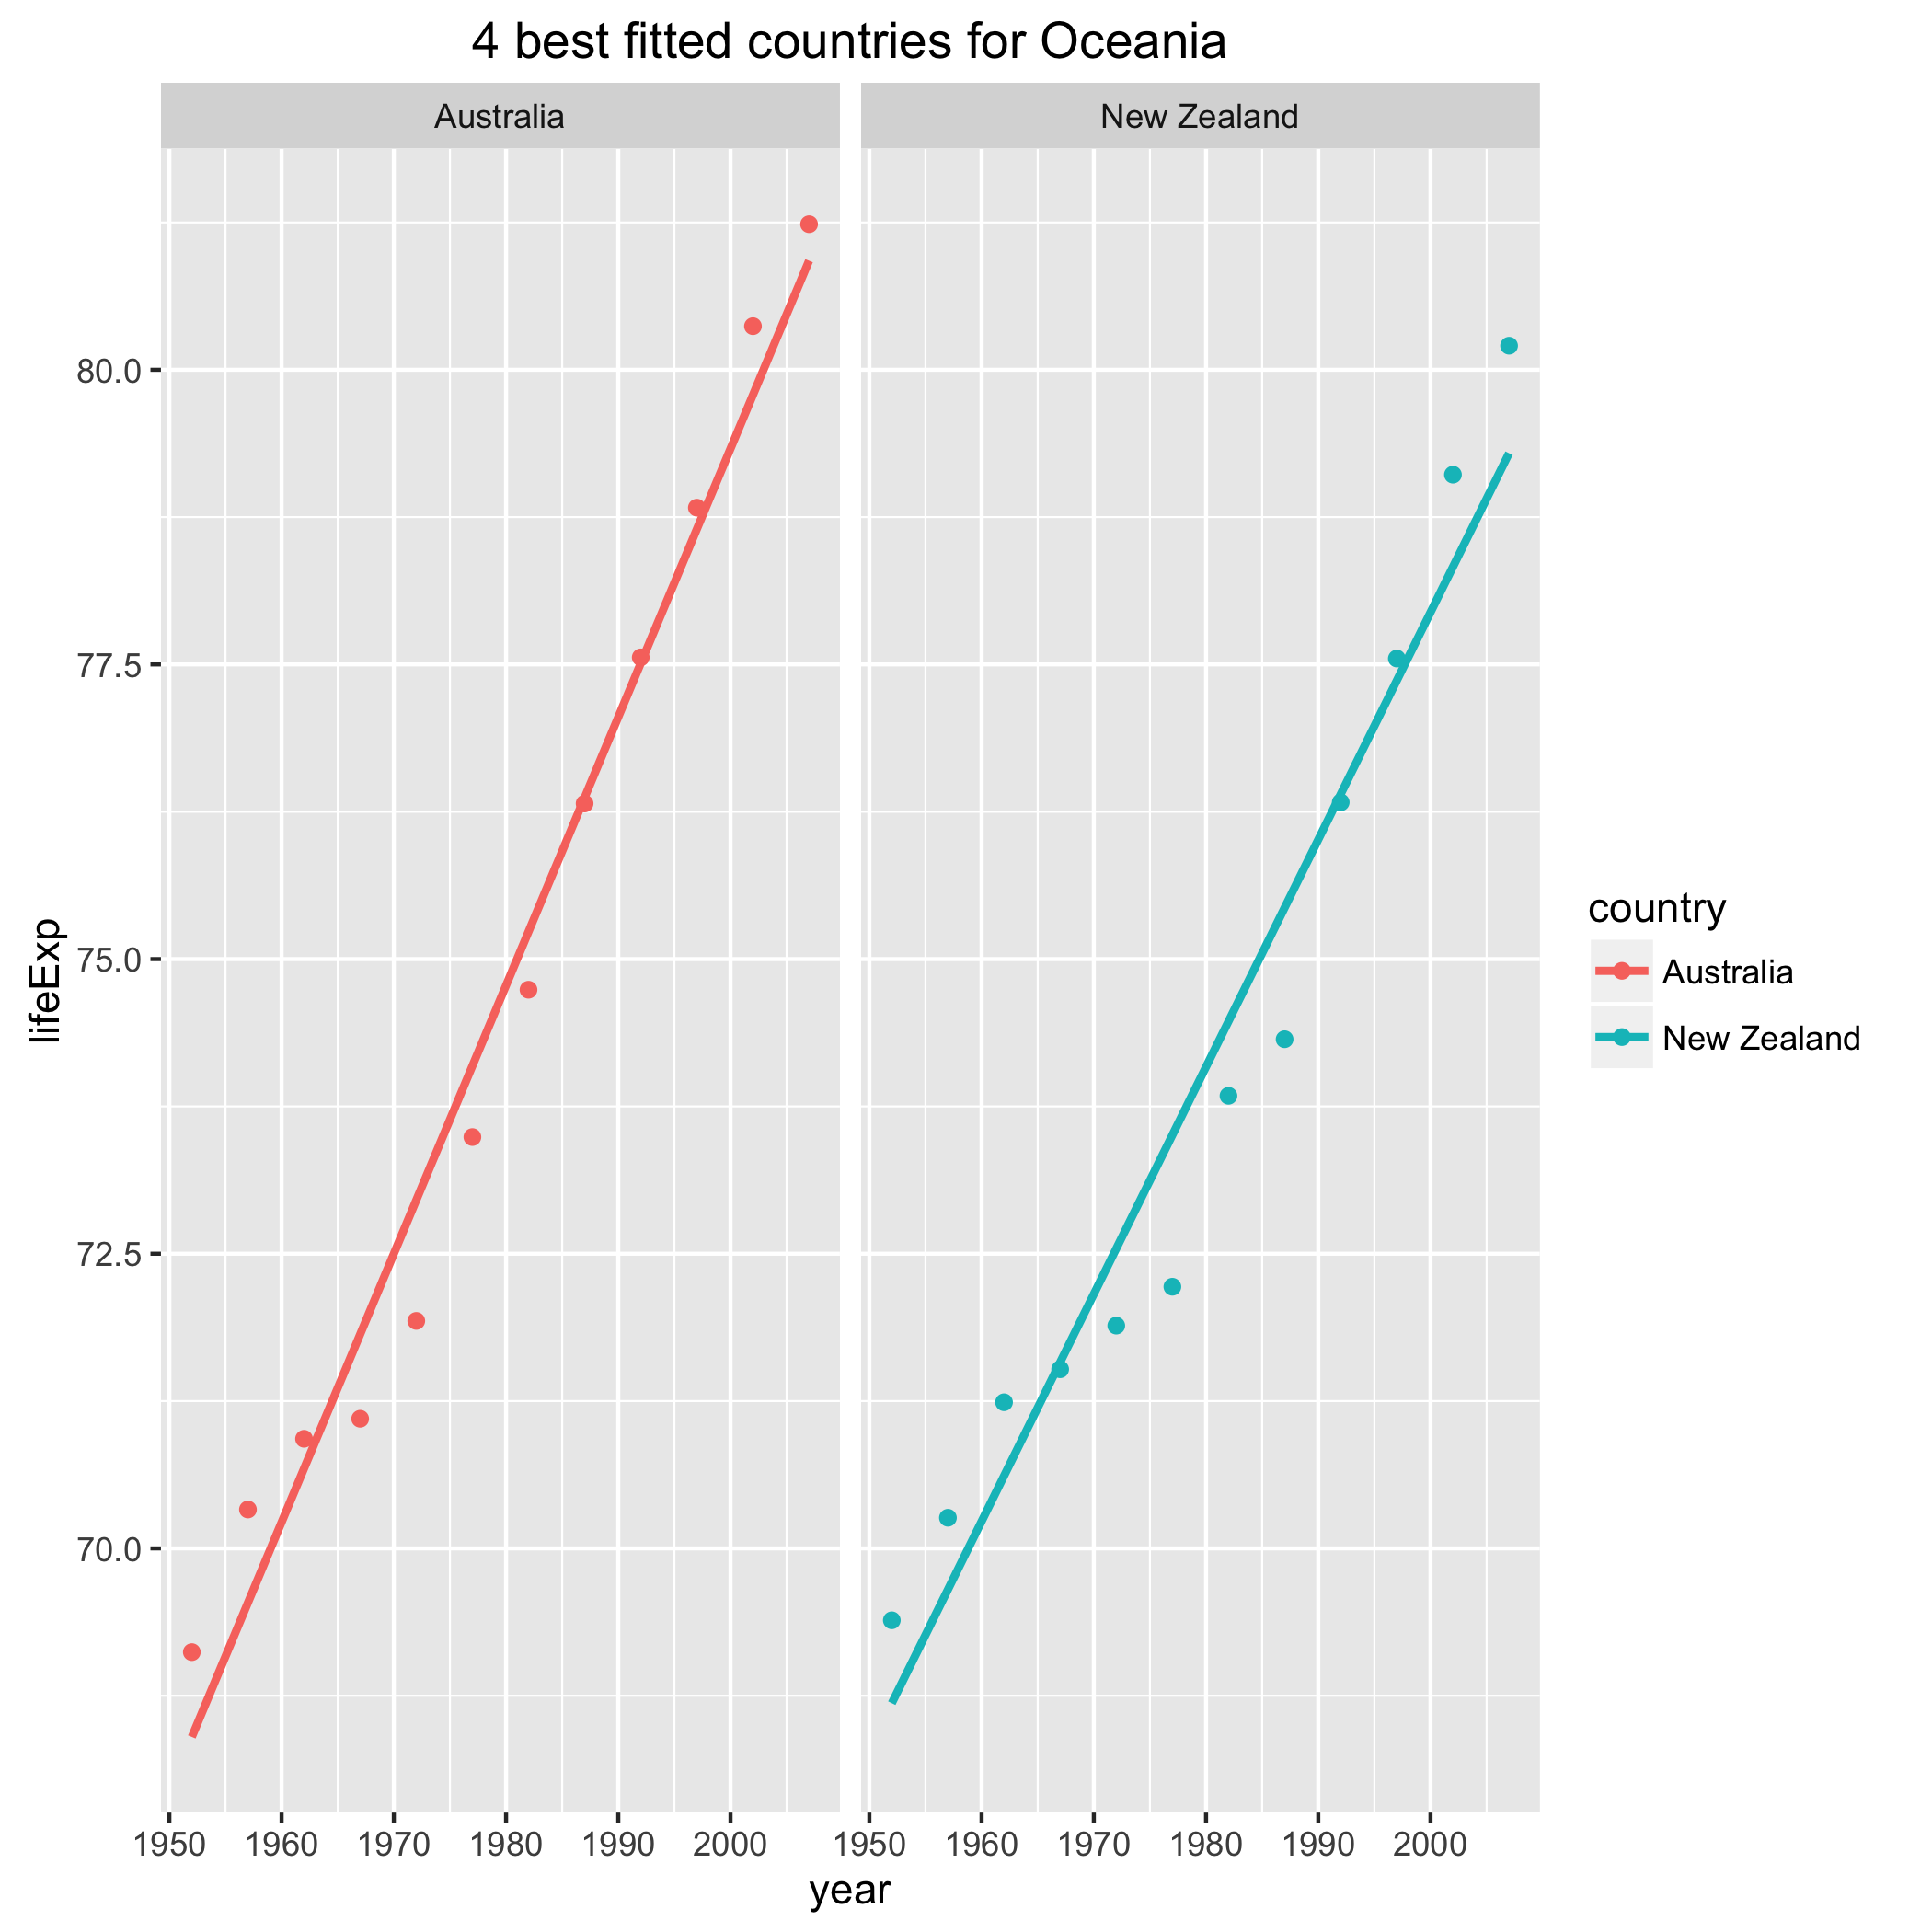 4 best fitted countries for Oceania
Australia
New Zealand
lifeExp
80.0
77.5
75.0
72.5
70.0
1950 1960 1970 1980 1990 2000
1950 1960 1970 1980 1990 2000
year
country
Australia
New Zealand